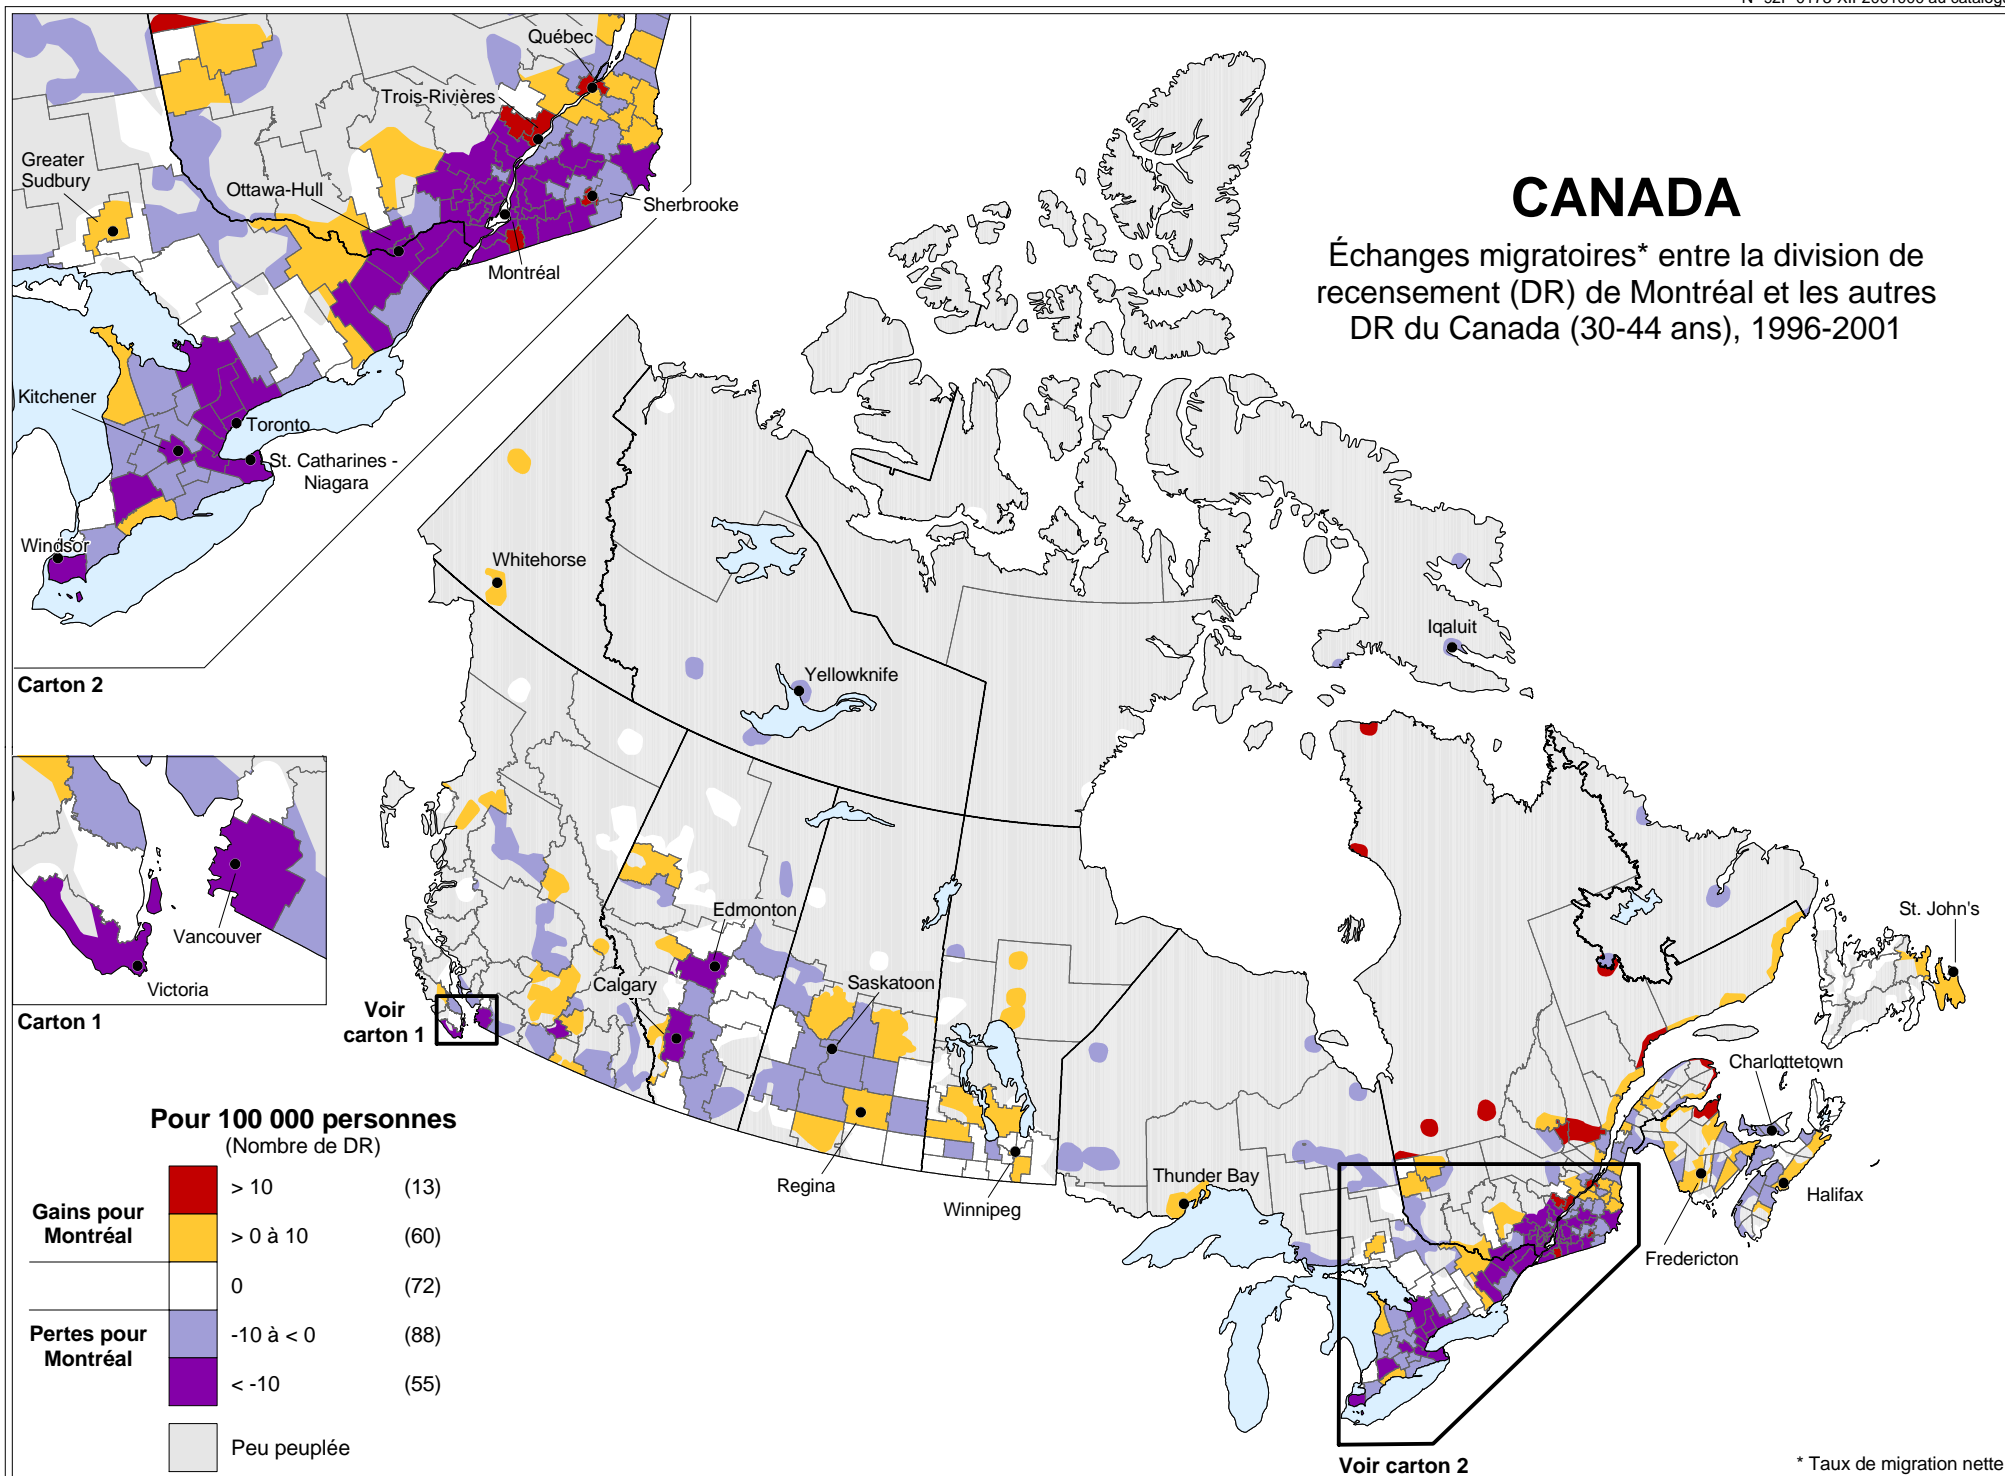 CANADA
Échanges migratoires* entre la division de
recensement (DR) de Montréal et les autres
DR du Canada (30-44 ans), 1996-2001
Québec
Trois-Rivières
Greater
Sudbury
Ottawa-Hull
Sherbrooke
Montréal
Kitchener
Toronto
St. Catharines -
Niagara
Windsor
Carton 2
Whitehorse
Yellowknife
Iqaluit
Vancouver
Victoria
Carton 1
Voir
carton 1
Edmonton
Calgary
Saskatoon
Regina
Winnipeg
Thunder Bay
St. John's
Charlottetown
Halifax
Fredericton
Pour 100 000 personnes
(Nombre de DR)
Gains pour
Montréal
> 10 (13)
> 0 à 10 (60)
0 (72)
Pertes pour
Montréal
-10 à < 0 (88)
< -10 (55)
Peu peuplée
Voir carton 2
* Taux de migration nette